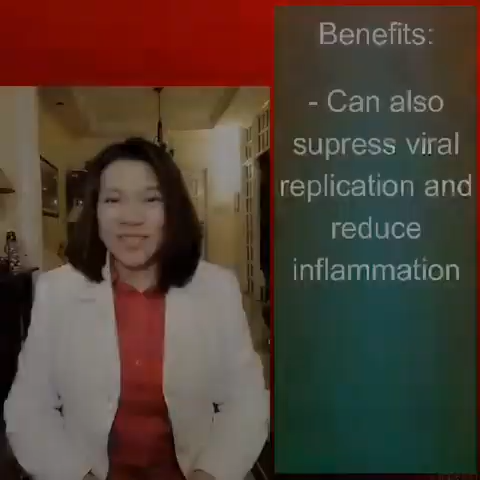 Benefits:
- Can also
supress viral
replication and
reduce
inflammation